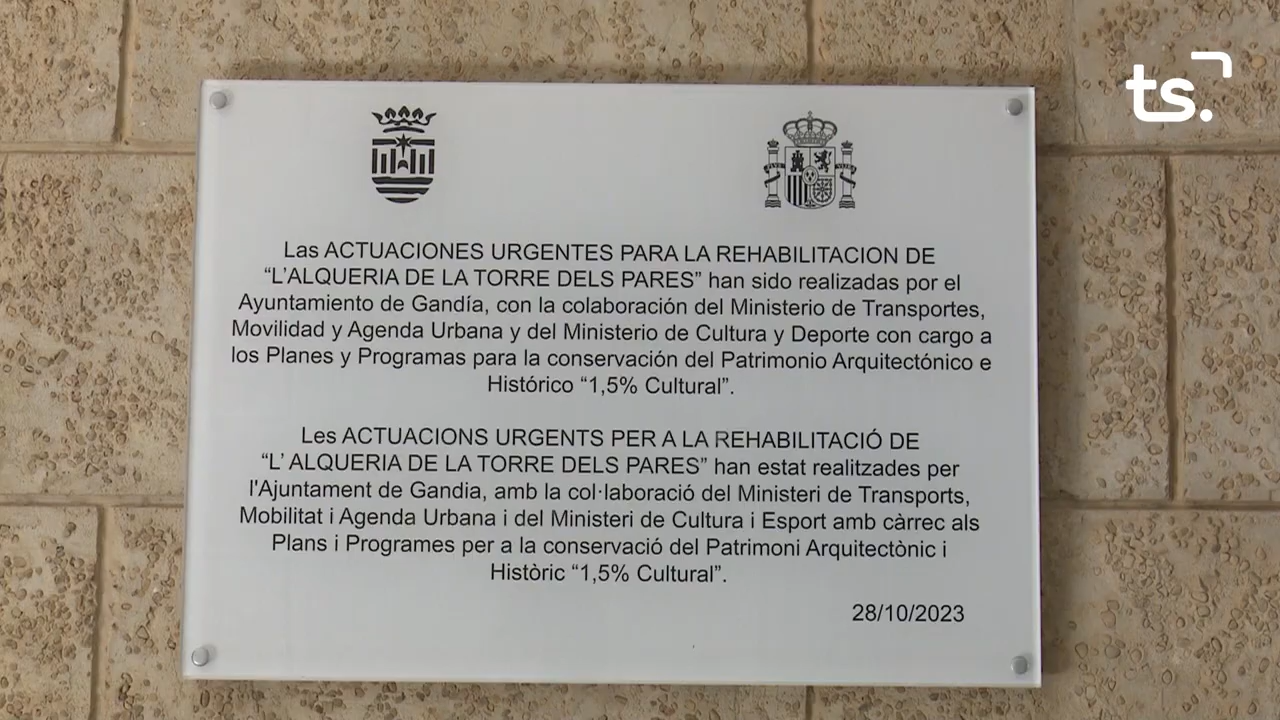 ts.
Las ACTUACIONES URGENTES PARA LA REHABILITACION DE
“L’ALQUERIA DE LA TORRE DELS PARES” han sido realizadas por el
Ayuntamiento de Gandía, con la colaboración del Ministerio de Transportes,
Movilidad y Agenda Urbana y del Ministerio de Cultura y Deporte con cargo a
los Planes y Programas para la conservación del Patrimonio Arquitectónico e
Histórico “1,5% Cultural”.
Les ACTUACIONS URGENTS PER A LA REHABILITACIÓ DE
“L’ ALQUERIA DE LA TORRE DELS PARES” han estat realitzades per
l'Ajuntament de Gandia, amb la col·laboració del Ministeri de Transports,
Mobilitat i Agenda Urbana i del Ministeri de Cultura i Esport amb càrrec als
Plans i Programes per a la conservació del Patrimoni Arquitectònic i
Històric “1,5% Cultural”.
28/10/2023